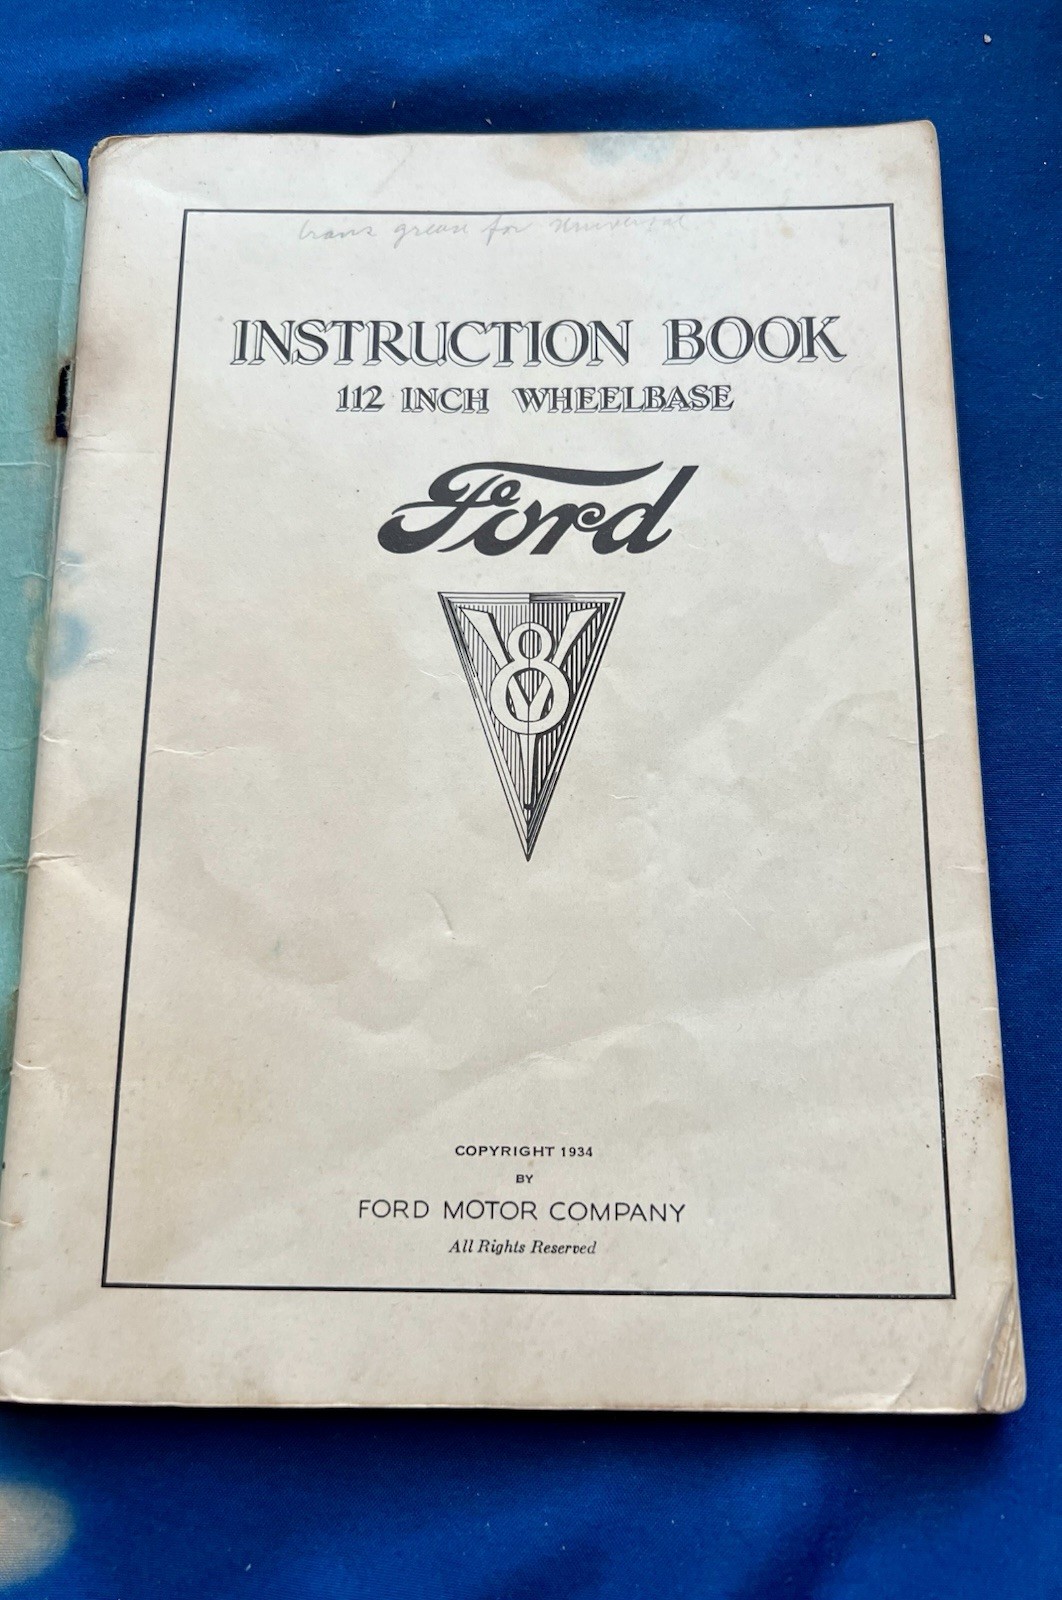 trans grease for Universal
INSTRUCTION BOOK
112 INCH WHEELBASE
Ford
V8
COPYRIGHT 1934
BY
FORD MOTOR COMPANY
All Rights Reserved